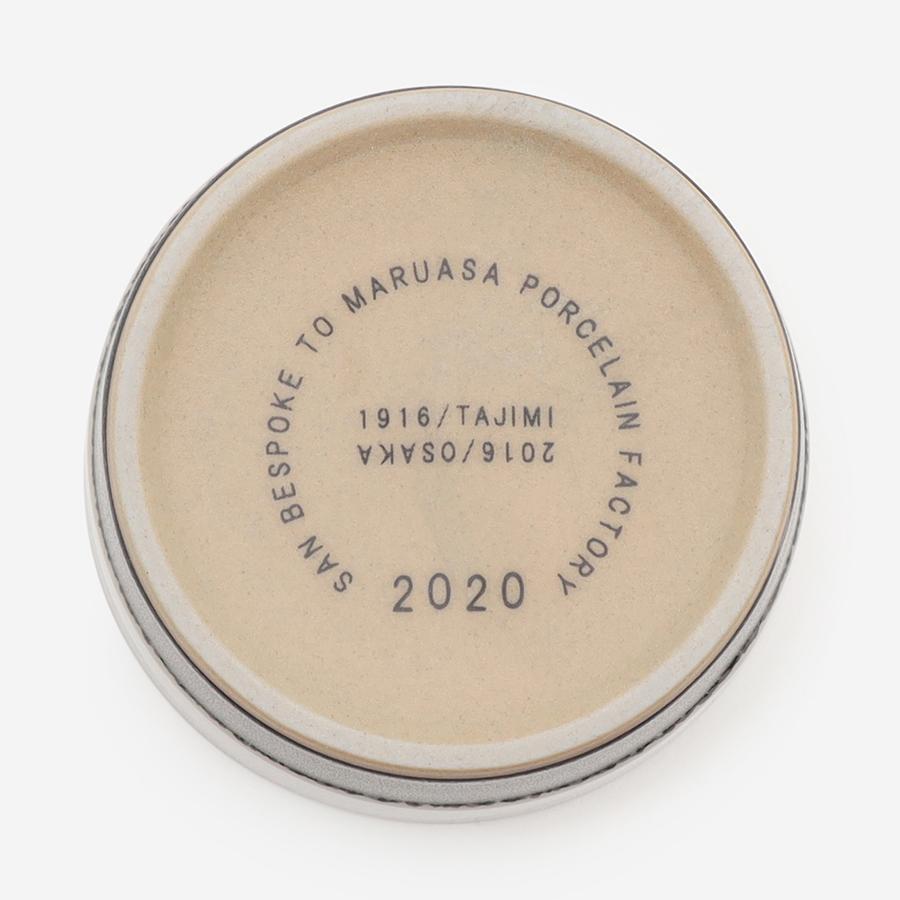 SAN BESPOKE TO MARUASA PORCELAIN FACTORY
1916/TAJIMI
2016/OSAKA
2020